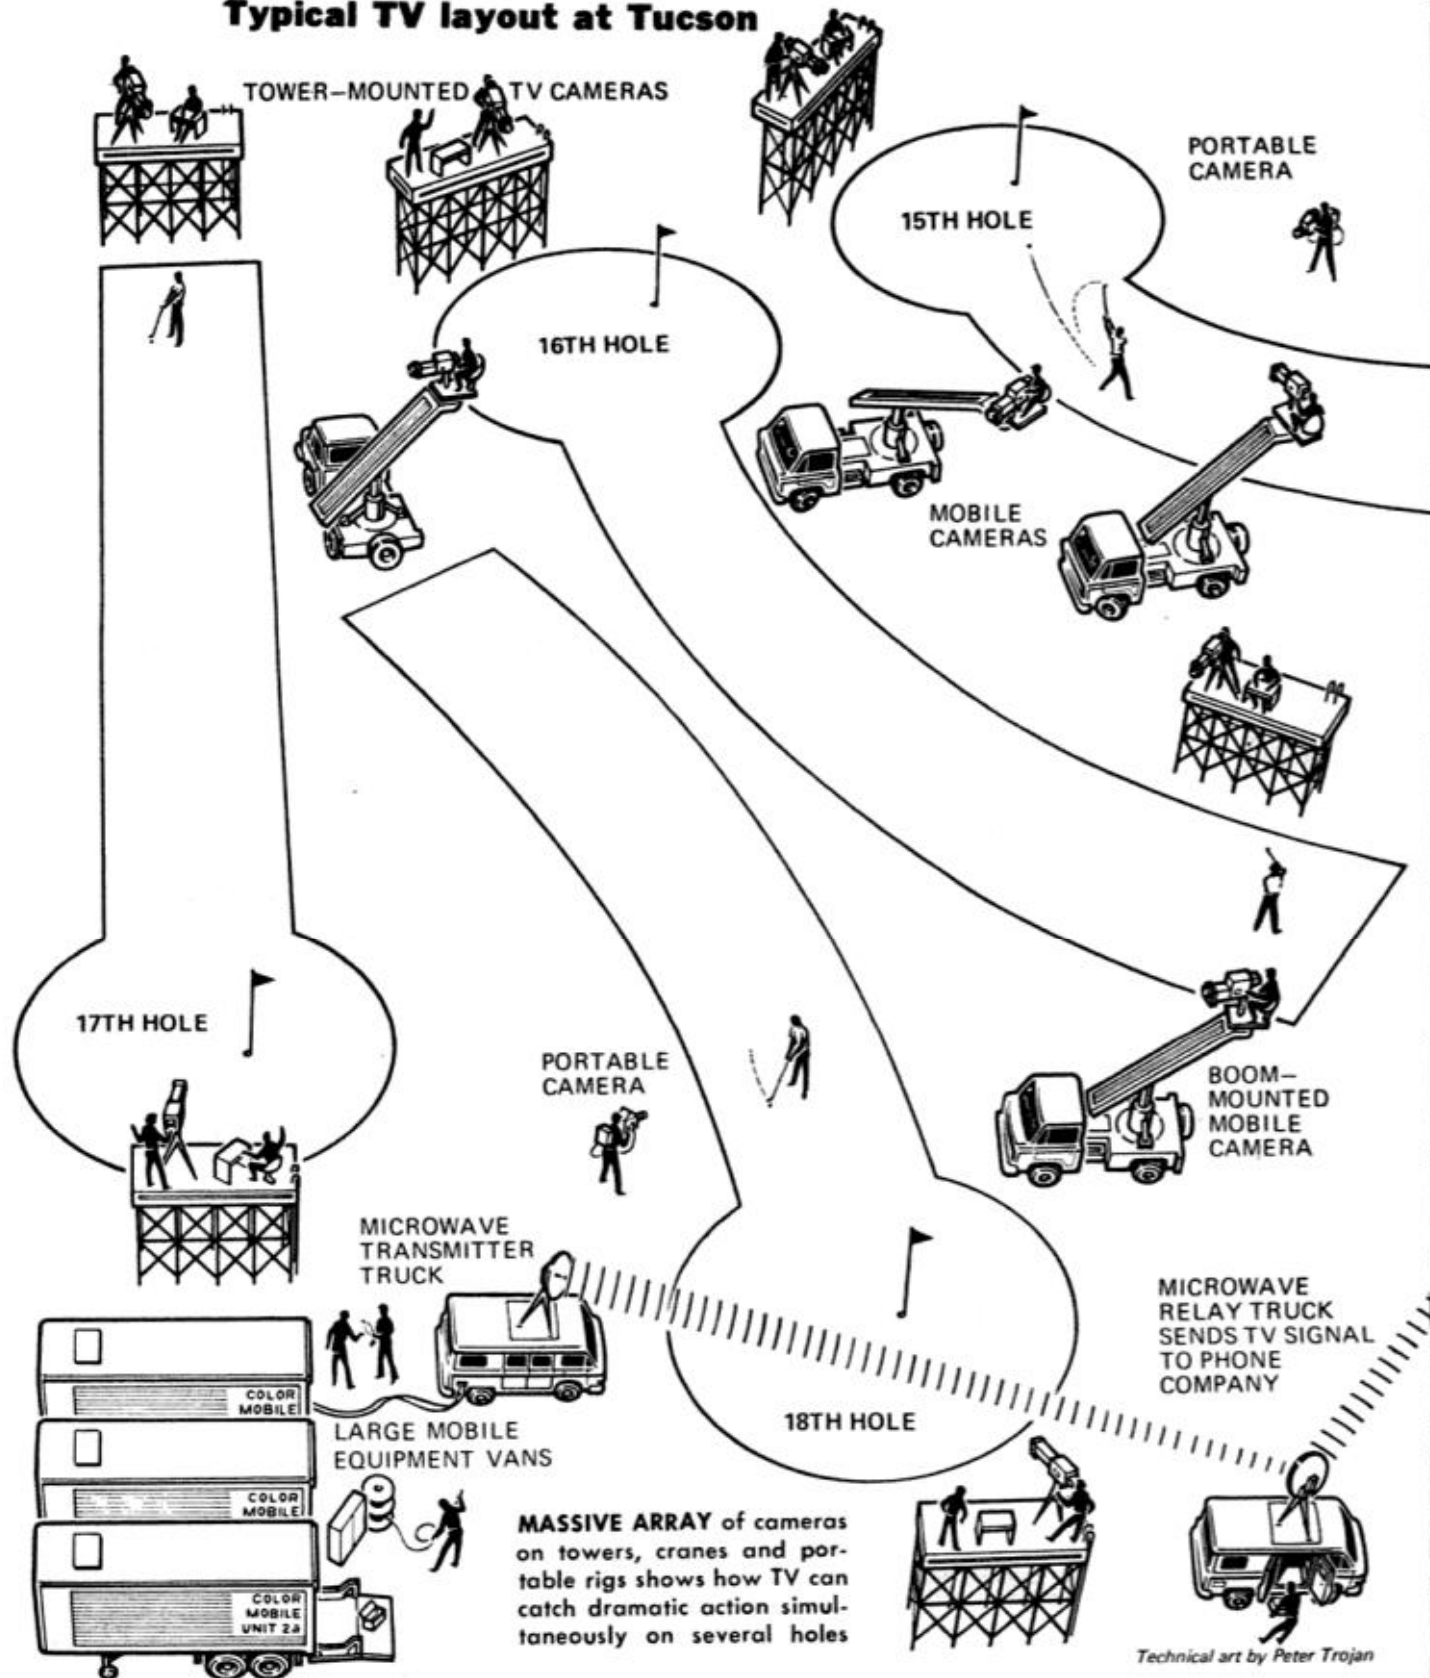 Typical TV layout at Tucson
TOWER-MOUNTED TV CAMERAS
PORTABLE
CAMERA
15TH HOLE
16TH HOLE
MOBILE
CAMERAS
17TH HOLE
PORTABLE
CAMERA
BOOM-
MOUNTED
MOBILE
CAMERA
MICROWAVE
TRANSMITTER
TRUCK
MICROWAVE
RELAY TRUCK
SENDS TV SIGNAL
TO PHONE
COMPANY
COLOR
MOBILE
18TH HOLE
LARGE MOBILE
EQUIPMENT VANS
COLOR
MOBILE
COLOR
MOBILE
UNIT 2a
MASSIVE ARRAY of cameras
on towers, cranes and por-
table rigs shows how TV can
catch dramatic action simul-
taneously on several holes
Technical art by Peter Trojan